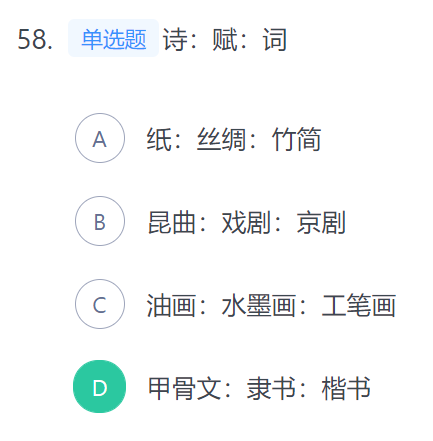 58. 单选题 诗：赋：词
A 纸：丝绸：竹简
B 昆曲：戏剧：京剧
C 油画：水墨画：工笔画
D 甲骨文：隶书：楷书